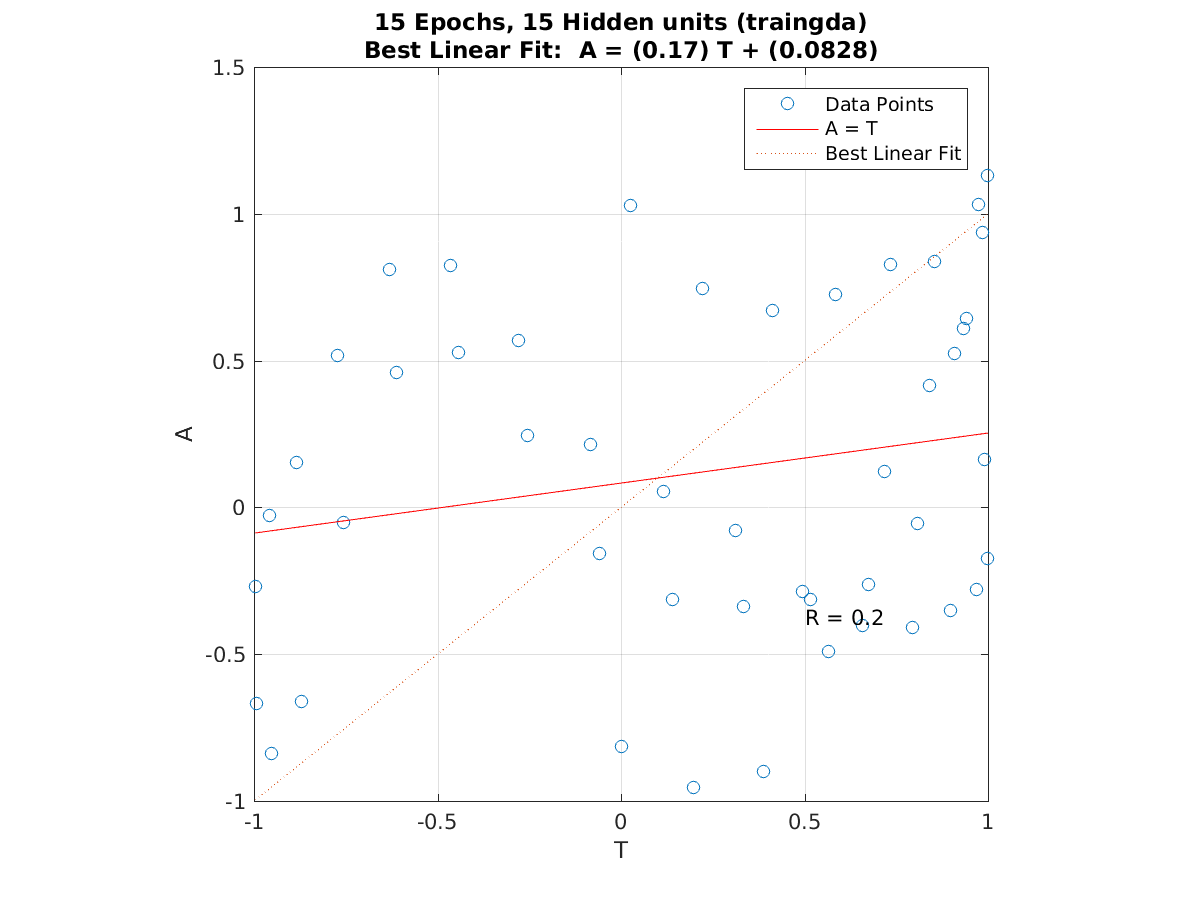 15 Epochs, 15 Hidden units (traingda)
Best Linear Fit:  A = (0.17) T + (0.0828)
1.5
Data Points
A = T
Best Linear Fit
1
0.5
A
0
R = 0.2
-0.5
-1
-1
-0.5
0
0.5
1
T